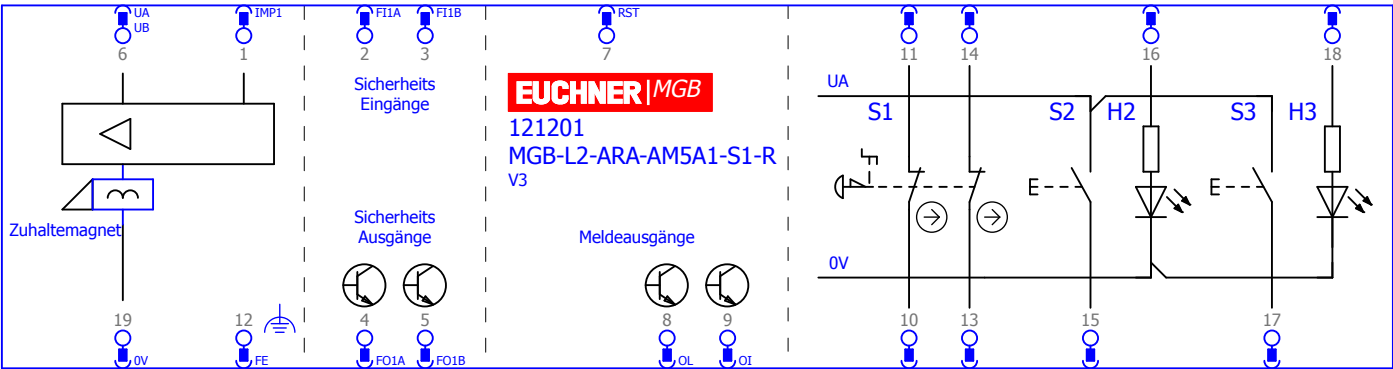 UA
UB
IMP1
FI1A
FI1B
RST
6
1
2
3
7
11
14
16
18
Sicherheits
Eingänge
EUCHNER|MGB
121201
MGB-L2-ARA-AM5A1-S1-R
V3
UA
S1
S2
H2
S3
H3
Zuhaltemagnet
Sicherheits
Ausgänge
Meldeausgänge
0V
19
12
4
5
8
9
10
13
15
17
0V
FE
FO1A
FO1B
OL
OI